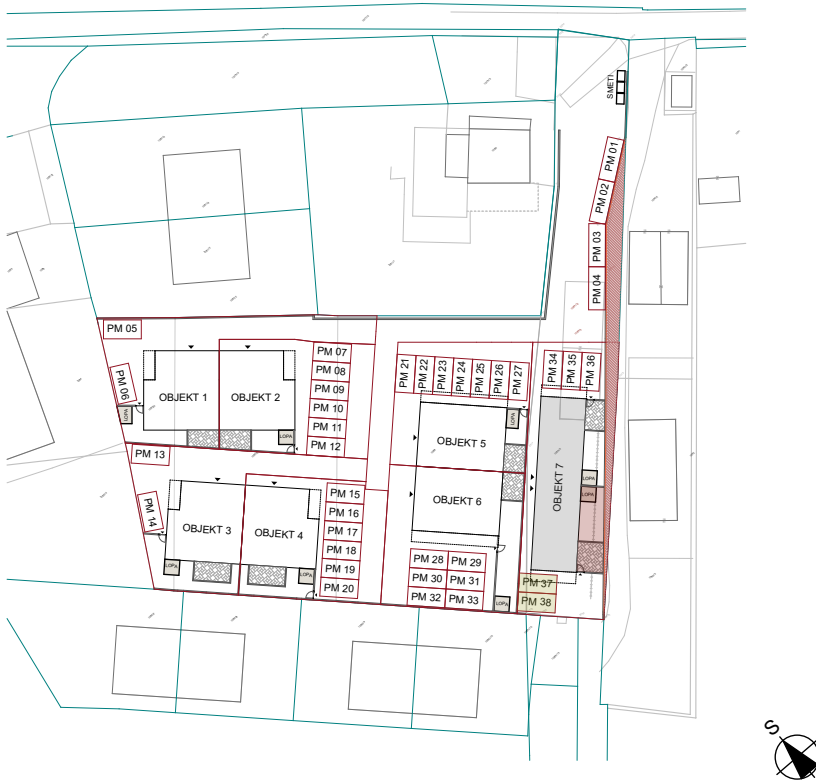 SMETI
PM 01
PM 02
PM 03
PM 04
PM 05
PM 06
PM 07
PM 08
PM 09
PM 10
PM 11
PM 12
OBJEKT 1
OBJEKT 2
LOPA
LOPA
PM 13
PM 14
PM 15
PM 16
PM 17
PM 18
PM 19
PM 20
OBJEKT 3
OBJEKT 4
LOPA
LOPA
PM 21
PM 22
PM 23
PM 24
PM 25
PM 26
PM 27
OBJEKT 5
LOPA
OBJEKT 6
PM 28
PM 29
PM 30
PM 31
PM 32
PM 33
LOPA
PM 34
PM 35
PM 36
OBJEKT 7
LOPA
LOPA
PM 37
PM 38
S